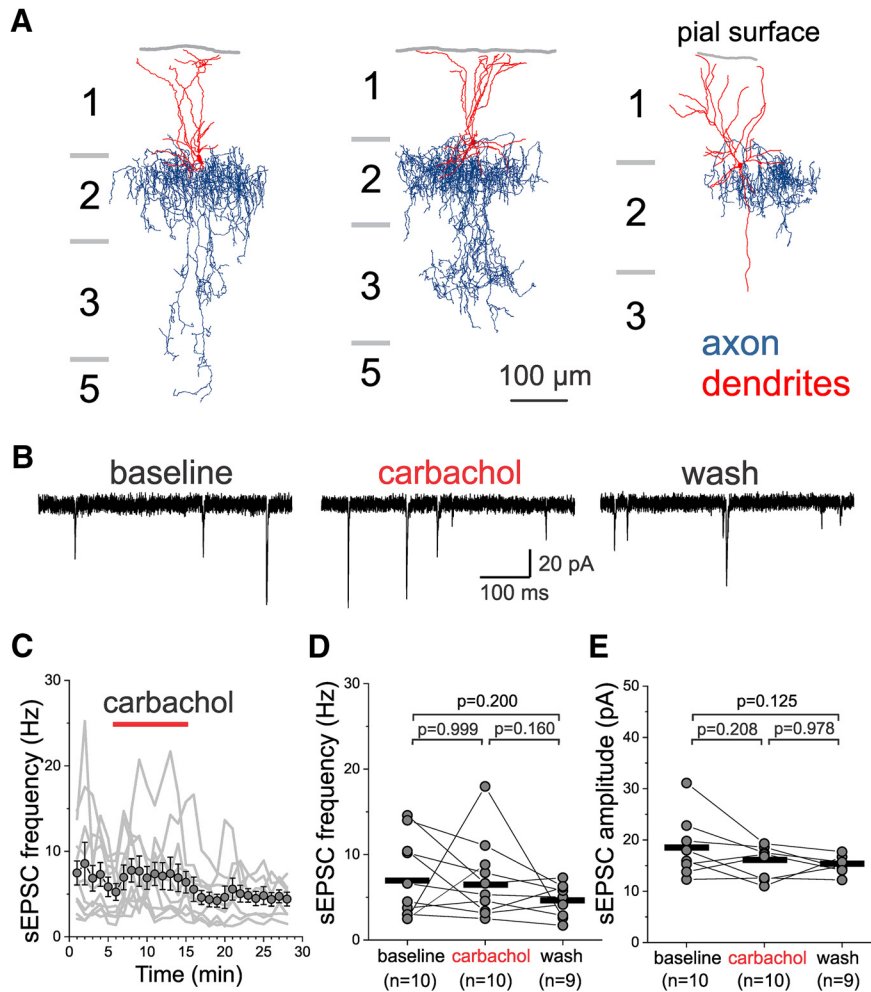 A
pial surface
1
2
3
5
1
2
3
5
1
2
3
100 µm
axon
dendrites
B
baseline
carbachol
wash
20 pA
100 ms
C
carbachol
sEPSC frequency (Hz)
30
20
10
0
0 5 10 15 20 25 30
Time (min)
D
sEPSC frequency (Hz)
30
20
10
0
p=0.200
p=0.999 p=0.160
baseline carbachol wash
(n=10) (n=10) (n=9)
E
sEPSC amplitude (pA)
50
40
30
20
10
0
p=0.125
p=0.208 p=0.978
baseline carbachol wash
(n=10 (n=10) (n=9)